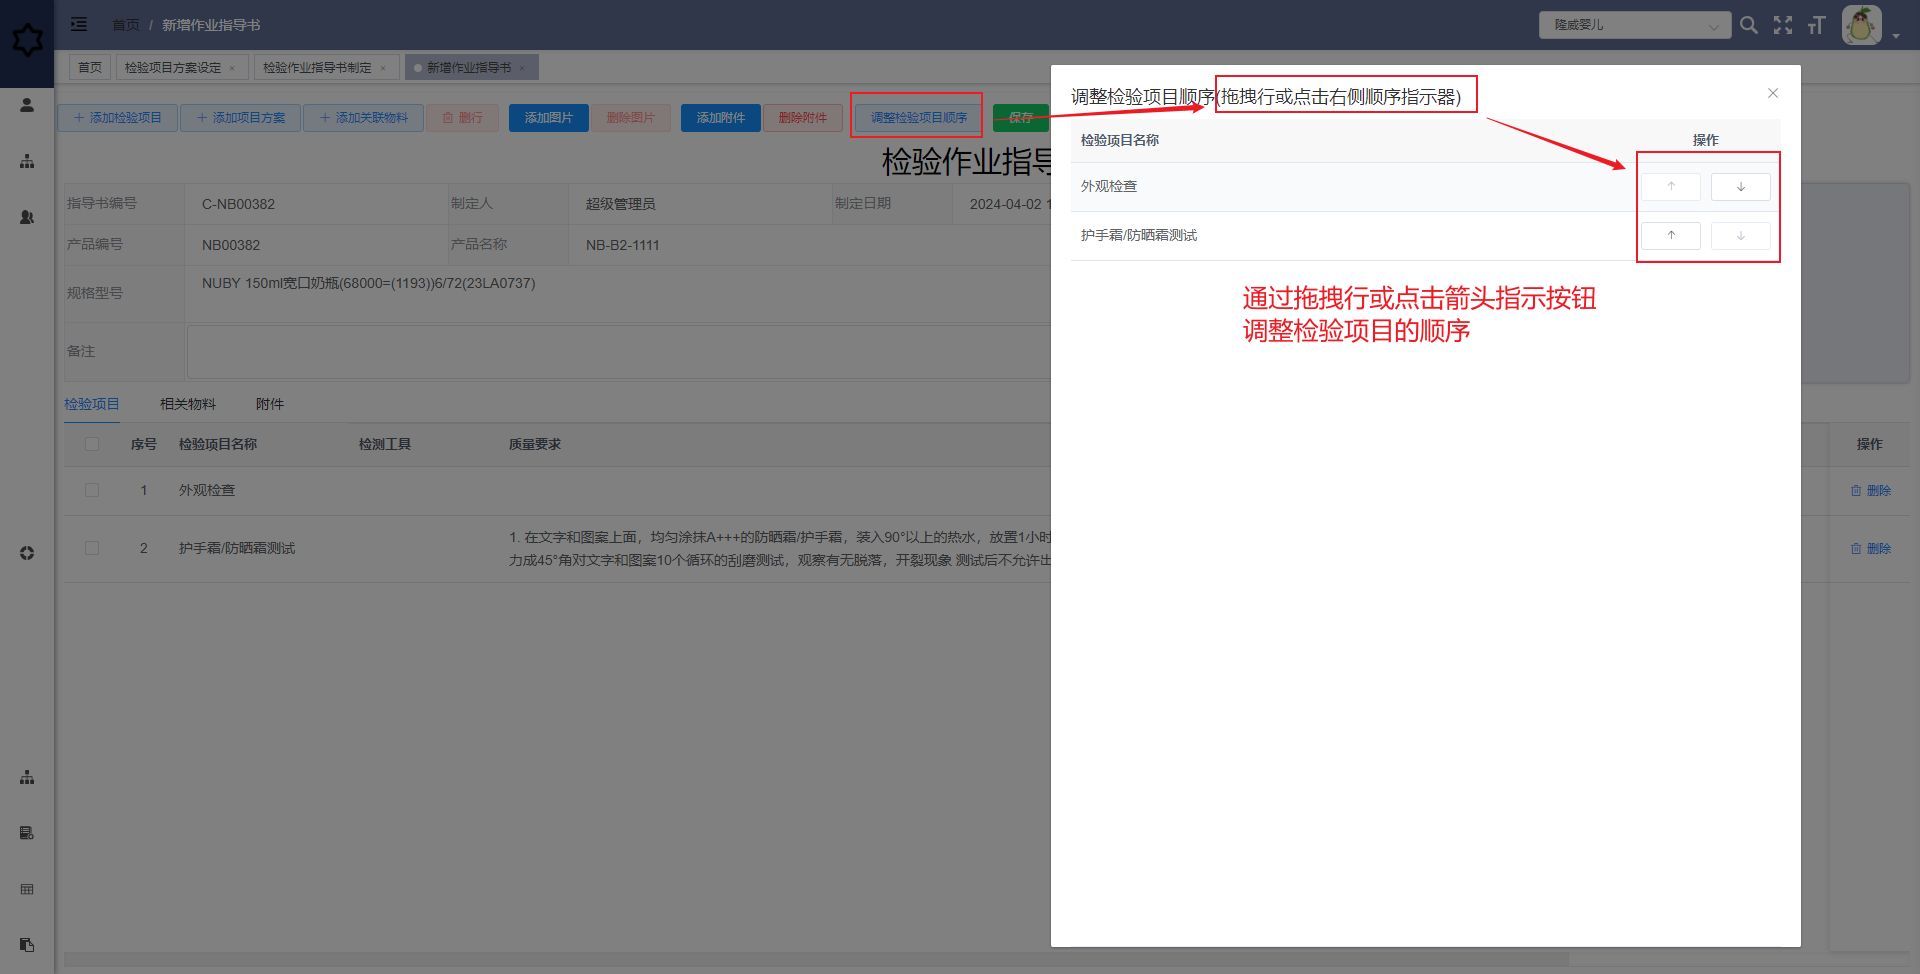 首页 / 新增作业指导书
隆威婴儿
首页
检验项目方案设定 ×
检验作业指导书制定 ×
新增作业指导书 ×
+ 添加检验项目
+ 添加项目方案
+ 添加关联物料
删行
添加图片
删除图片
添加附件
删除附件
调整检验项目顺序
保存
检验作业指导
指导书编号 C-NB00382 制定人 超级管理员 制定日期 2024-04-02 1
产品编号 NB00382 产品名称 NB-B2-1111
规格型号 NUBY 150ml宽口奶瓶(68000=(1193))6/72(23LA0737)
备注
检验项目 相关物料 附件
序号 检验项目名称 检测工具 质量要求 操作
1 外观检查 删除
2 护手霜/防晒霜测试 删除
1. 在文字和图案上面，均匀涂抹A+++的防晒霜/护手霜，装入90°以上的热水，放置1小时
力成45°角对文字和图案10个循环的刮磨测试，观察有无脱落，开裂现象 测试后不允许出
调整检验项目顺序(拖拽行或点击右侧顺序指示器)
检验项目名称 操作
外观检查 ↑ ↓
护手霜/防晒霜测试 ↑ ↓
通过拖拽行或点击箭头指示按钮
调整检验项目的顺序